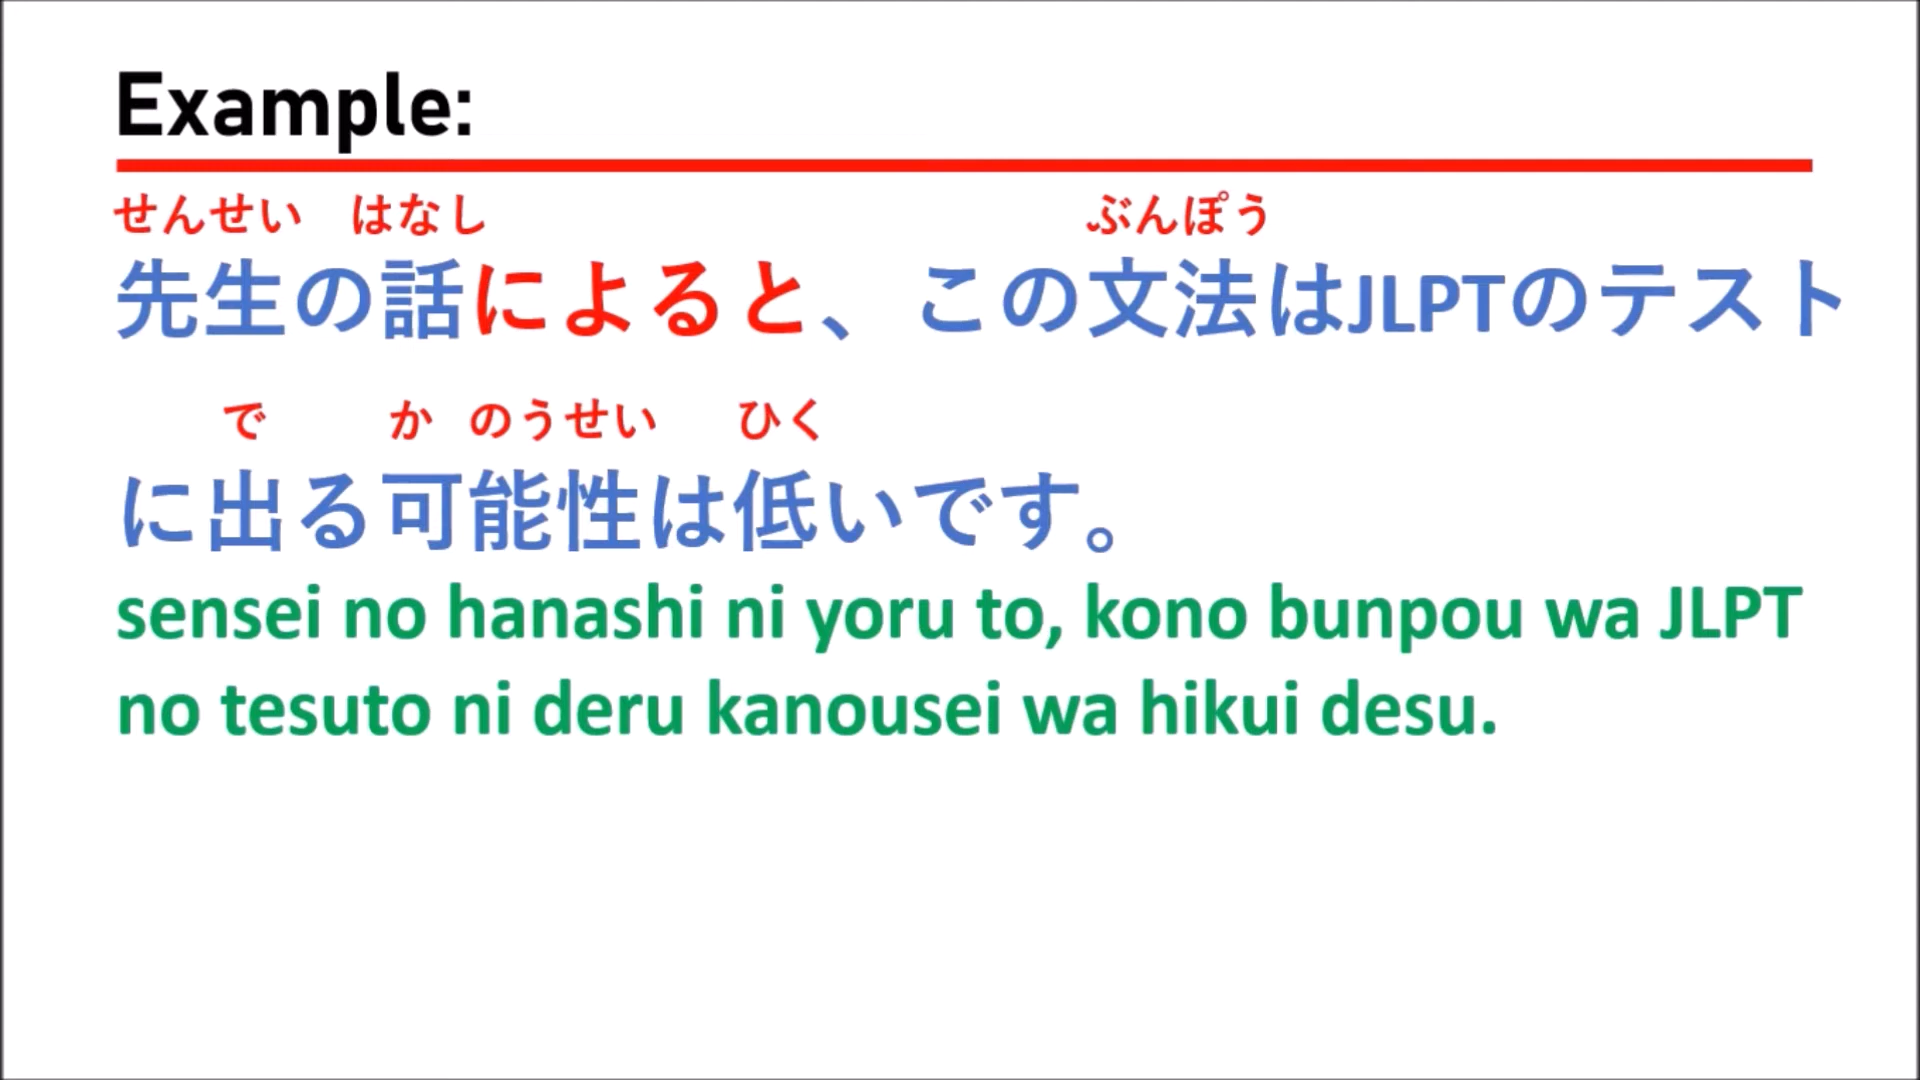 Example:
せんせい はなし ぶんぽう
先生の話によると、この文法はJLPTのテスト
で か のうせい ひく
に出る可能性は低いです。
sensei no hanashi ni yoru to, kono bunpou wa JLPT
no tesuto ni deru kanousei wa hikui desu.